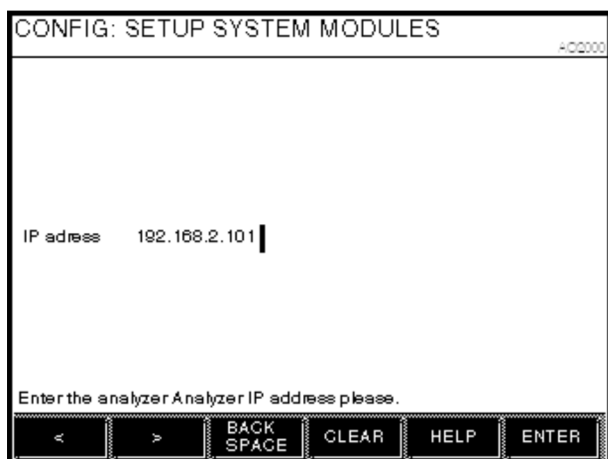 CONFIG: SETUP SYSTEM MODULES
AO2000
IP adress 192.168.2.101
Enter the analyzer Analyzer IP address please.
< > BACK SPACE CLEAR HELP ENTER